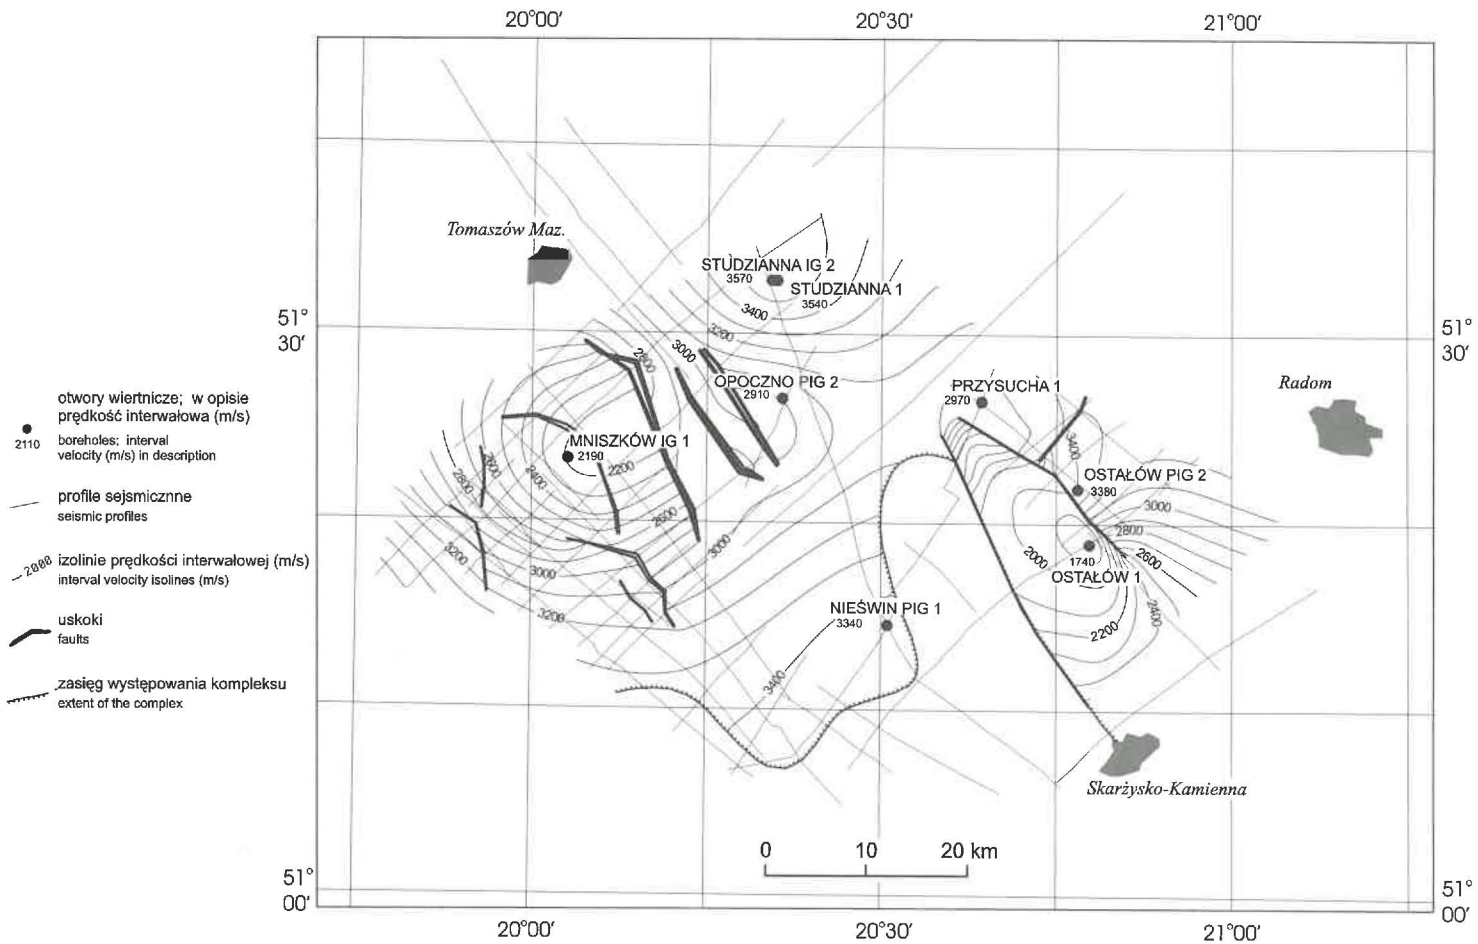 20°00′
20°30′
21°00′
Tomaszów Maz.
STUDZIANNA IG 2
3570
STUDZIANNA 1
3540
3400
3200
51°
30′
51°
30′
3000
2800
OPOCZNO PIG 2
2910
PRZYSUCHA 1
2970
Radom
otwory wiertnicze; w opisie
prędkość interwałowa (m/s)
2110
boreholes; interval
velocity (m/s) in description
MNISZKÓW IG 1
2190
2200
2400
2600
2800
3400
OSTAŁÓW PIG 2
3380
3000
2800
2600
profile sejsmicznne
seismic profiles
2600
3000
3200
3000
3200
2000
1740
OSTAŁÓW 1
2400
2200
2000
izolinie prędkości interwałowej (m/s)
interval velocity isolines (m/s)
NIEŚWIN PIG 1
3340
3400
uskoki
faults
zasięg występowania kompleksu
extent of the complex
Skarżysko-Kamienna
0
10
20 km
51°
00′
51°
00′
20°00′
20°30′
21°00′